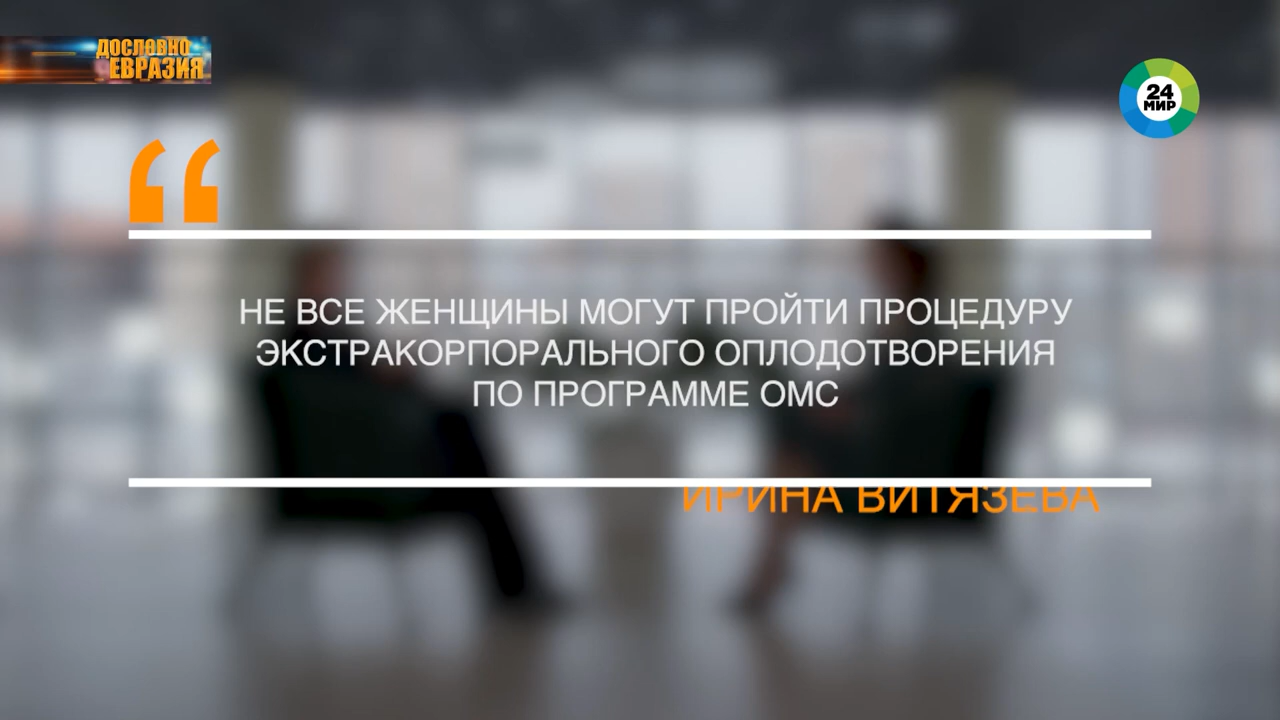 ДОСЛОВНО
ЕВРАЗИЯ
24
МИР
НЕ ВСЕ ЖЕНЩИНЫ МОГУТ ПРОЙТИ ПРОЦЕДУРУ
ЭКСТРАКОРПОРАЛЬНОГО ОПЛОДОТВОРЕНИЯ
ПО ПРОГРАММЕ ОМС
ИРИНА ВИТЯЗЕВА